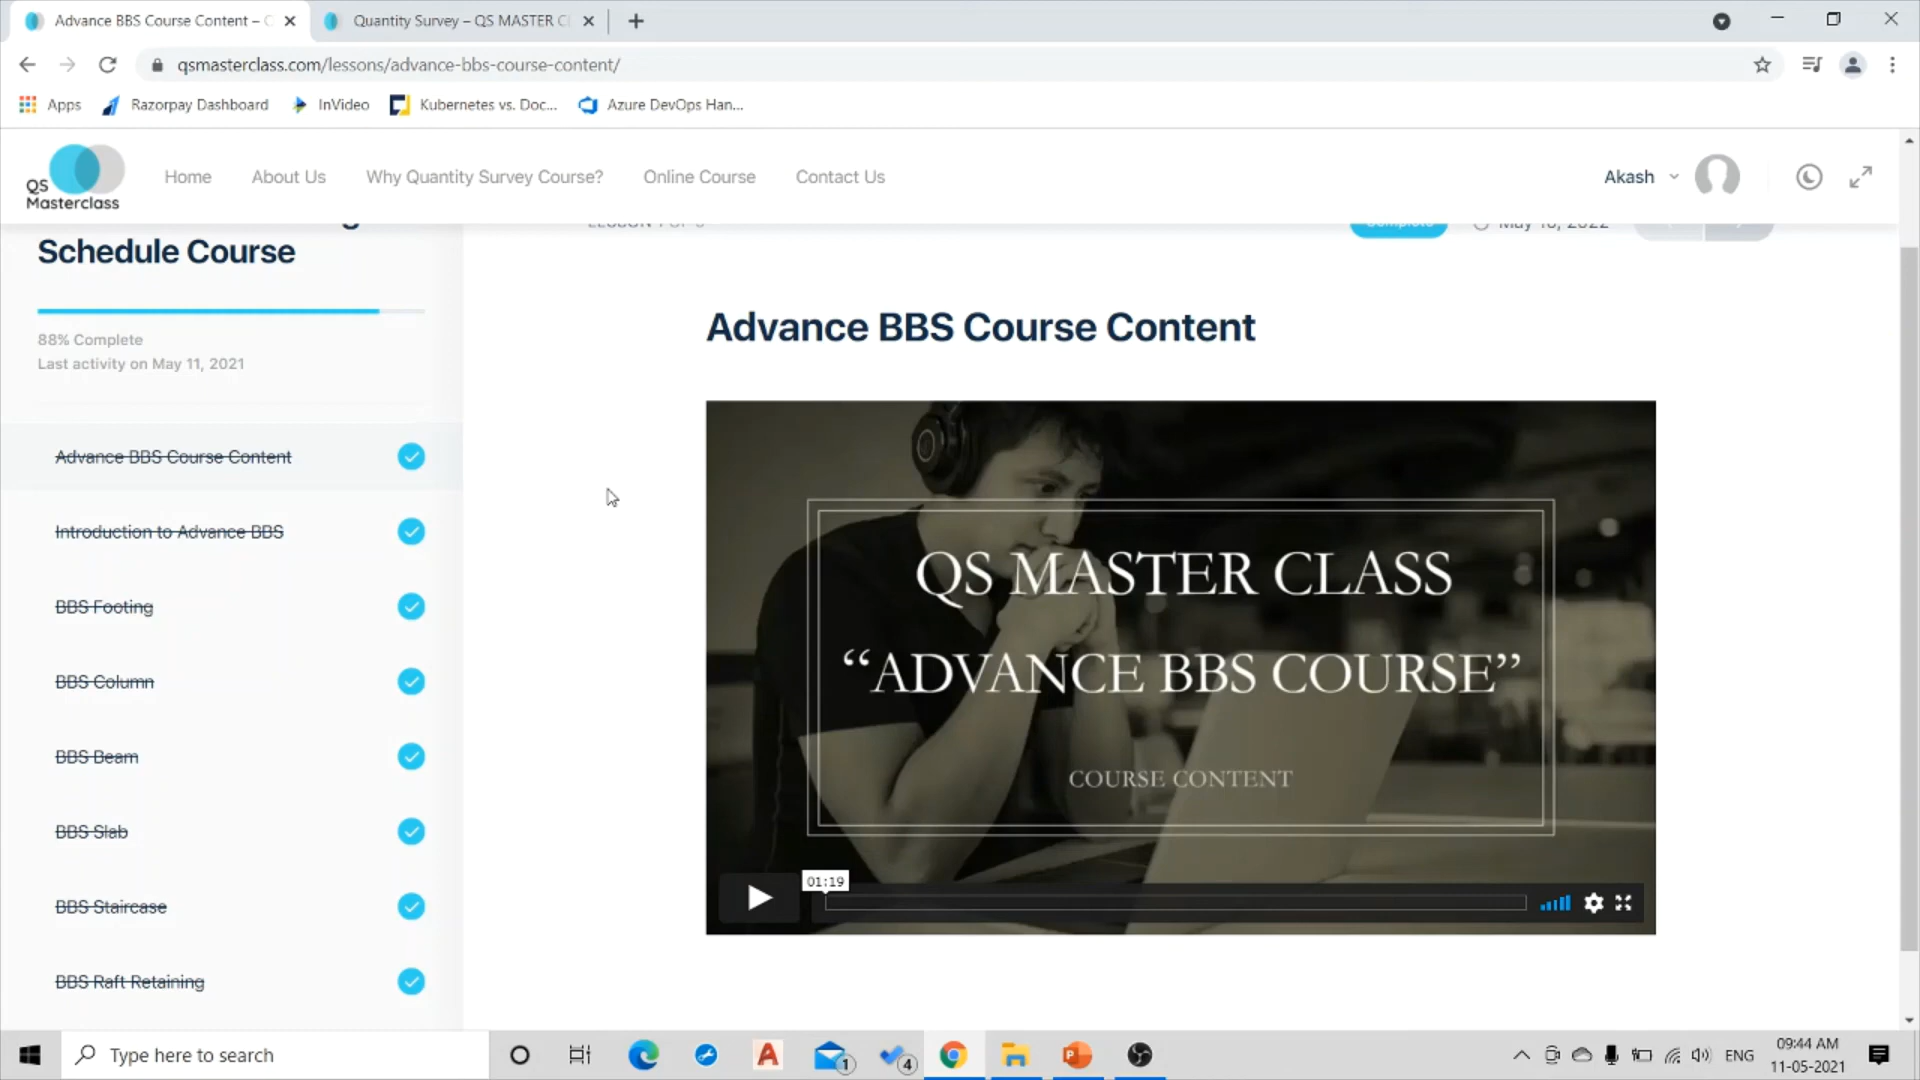 Advance BBS Course Content –
Quantity Survey – QS MASTER
qsmasterclass.com/lessons/advance-bbs-course-content/
Apps
Razorpay Dashboard
InVideo
Kubernetes vs. Doc...
Azure DevOps Han...
QS
Masterclass
Home
About Us
Why Quantity Survey Course?
Online Course
Contact Us
Akash
Schedule Course
88% Complete
Last activity on May 11, 2021
Advance BBS Course Content
Introduction to Advance BBS
BBS Footing
BBS Column
BBS Beam
BBS Slab
BBS Staircase
BBS Raft Retaining
Advance BBS Course Content
QS MASTER CLASS
“ADVANCE BBS COURSE”
COURSE CONTENT
01:19
Type here to search
1
4
ENG
09:44 AM
11-05-2021